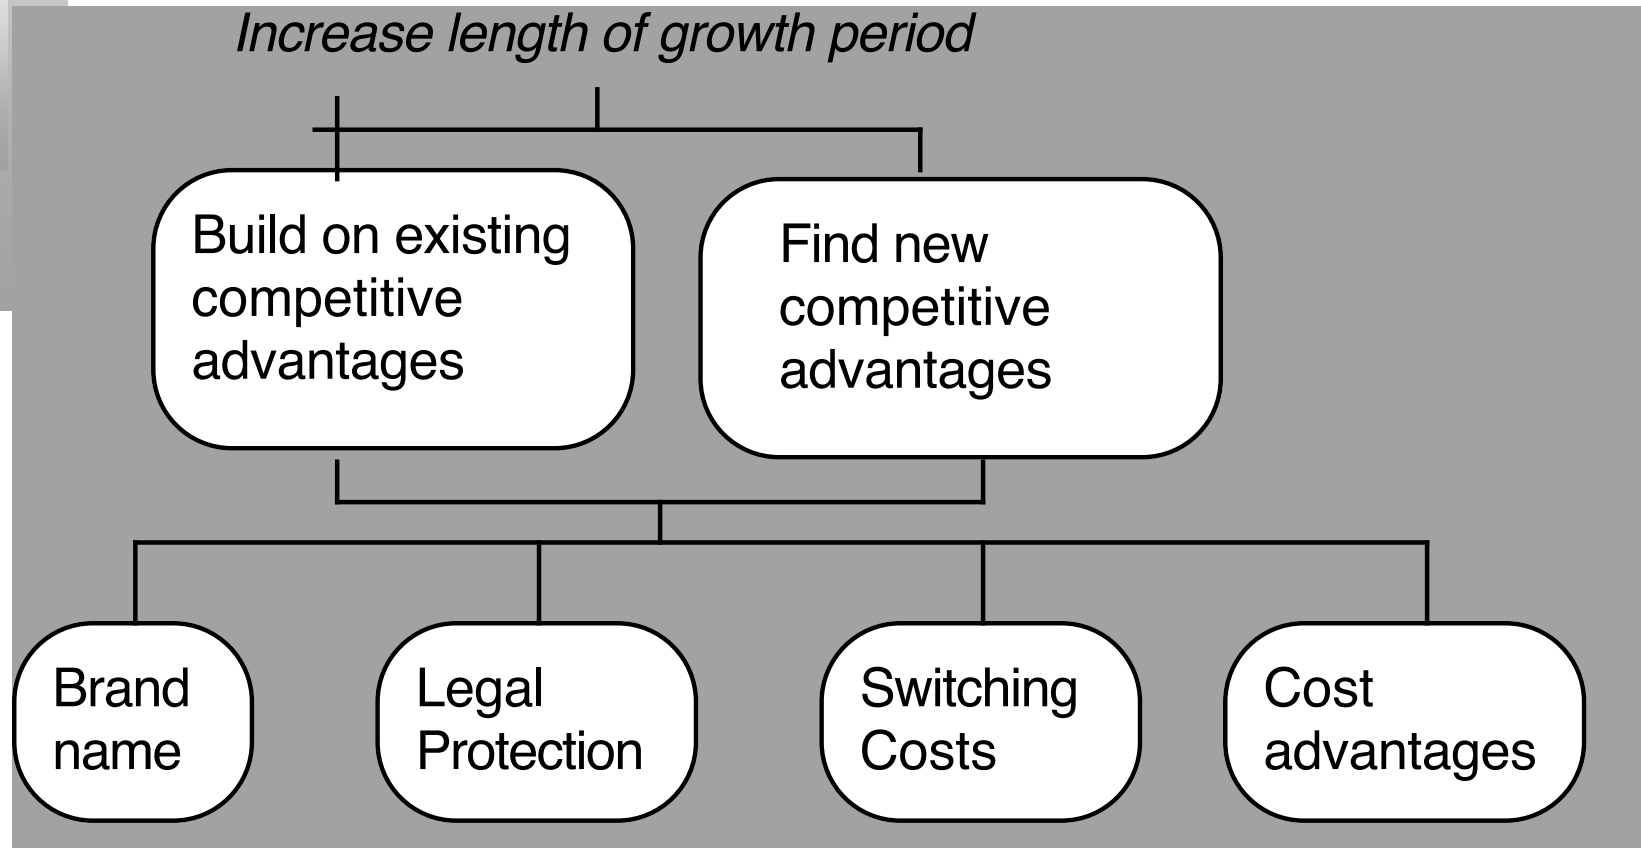 Increase length of growth period
Build on existing
competitive
advantages
Find new
competitive
advantages
Brand
name
Legal
Protection
Switching
Costs
Cost
advantages